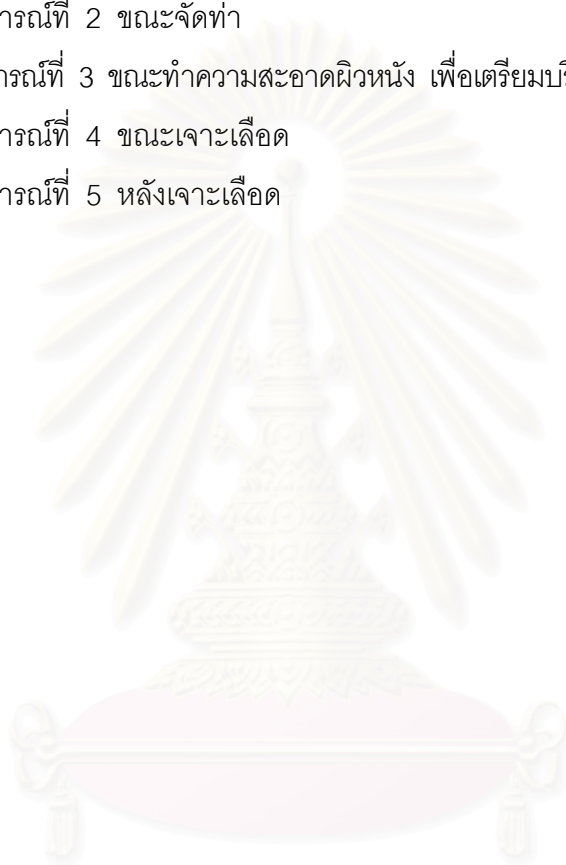 ารณ์ที่ 2 ขณะจัดท่า
ารณ์ที่ 3 ขณะทำความสะอาดผิวหนัง เพื่อเตรียมบริ
ารณ์ที่ 4 ขณะเจาะเลือด
ารณ์ที่ 5 หลังเจาะเลือด